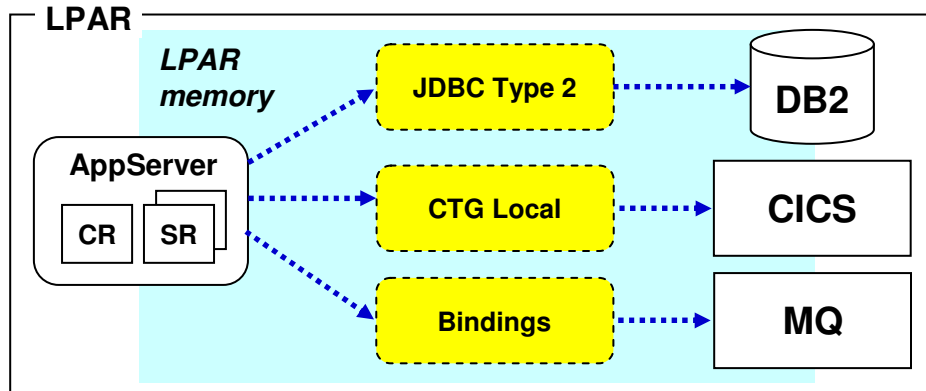 LPAR
LPAR
memory
JDBC Type 2
DB2
AppServer
CR
SR
CTG Local
CICS
Bindings
MQ